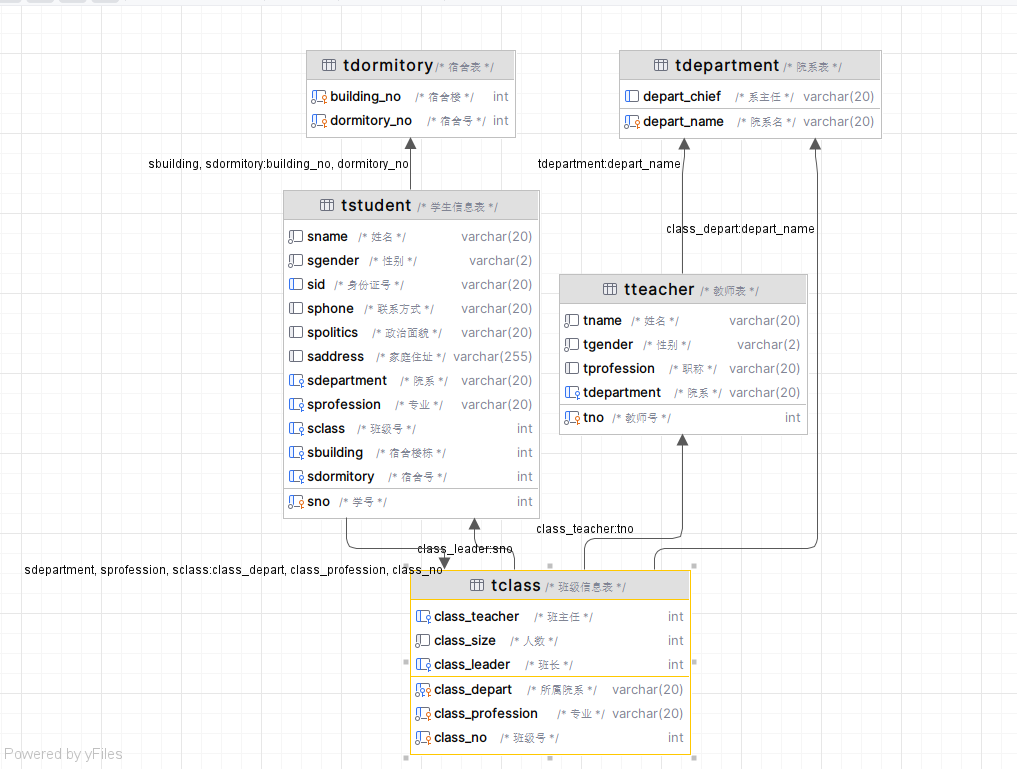 tdormitory /* 宿舍表 */
building_no /* 宿舍楼 */ int
dormitory_no /* 宿舍号 */ int
tdepartment /* 院系表 */
depart_chief /* 系主任 */ varchar(20)
depart_name /* 院系名 */ varchar(20)
sbuilding, sdormitory:building_no, dormitory_no
tdepartment:depart_name
class_depart:depart_name
tstudent /* 学生信息表 */
sname /* 姓名 */ varchar(20)
sgender /* 性别 */ varchar(2)
sid /* 身份证号 */ varchar(20)
sphone /* 联系方式 */ varchar(20)
spolitics /* 政治面貌 */ varchar(20)
saddress /* 家庭住址 */ varchar(255)
sdepartment /* 院系 */ varchar(20)
sprofession /* 专业 */ varchar(20)
sclass /* 班级号 */ int
sbuilding /* 宿舍楼栋 */ int
sdormitory /* 宿舍号 */ int
sno /* 学号 */ int
tteacher /* 教师表 */
tname /* 姓名 */ varchar(20)
tgender /* 性别 */ varchar(2)
tprofession /* 职称 */ varchar(20)
tdepartment /* 院系 */ varchar(20)
tno /* 教师号 */ int
class_teacher:tno
class_leader:sno
sdepartment, sprofession, sclass:class_depart, class_profession, class_no
tclass /* 班级信息表 */
class_teacher /* 班主任 */ int
class_size /* 人数 */ int
class_leader /* 班长 */ int
class_depart /* 所属院系 */ varchar(20)
class_profession /* 专业 */ varchar(20)
class_no /* 班级号 */ int
Powered by yFiles